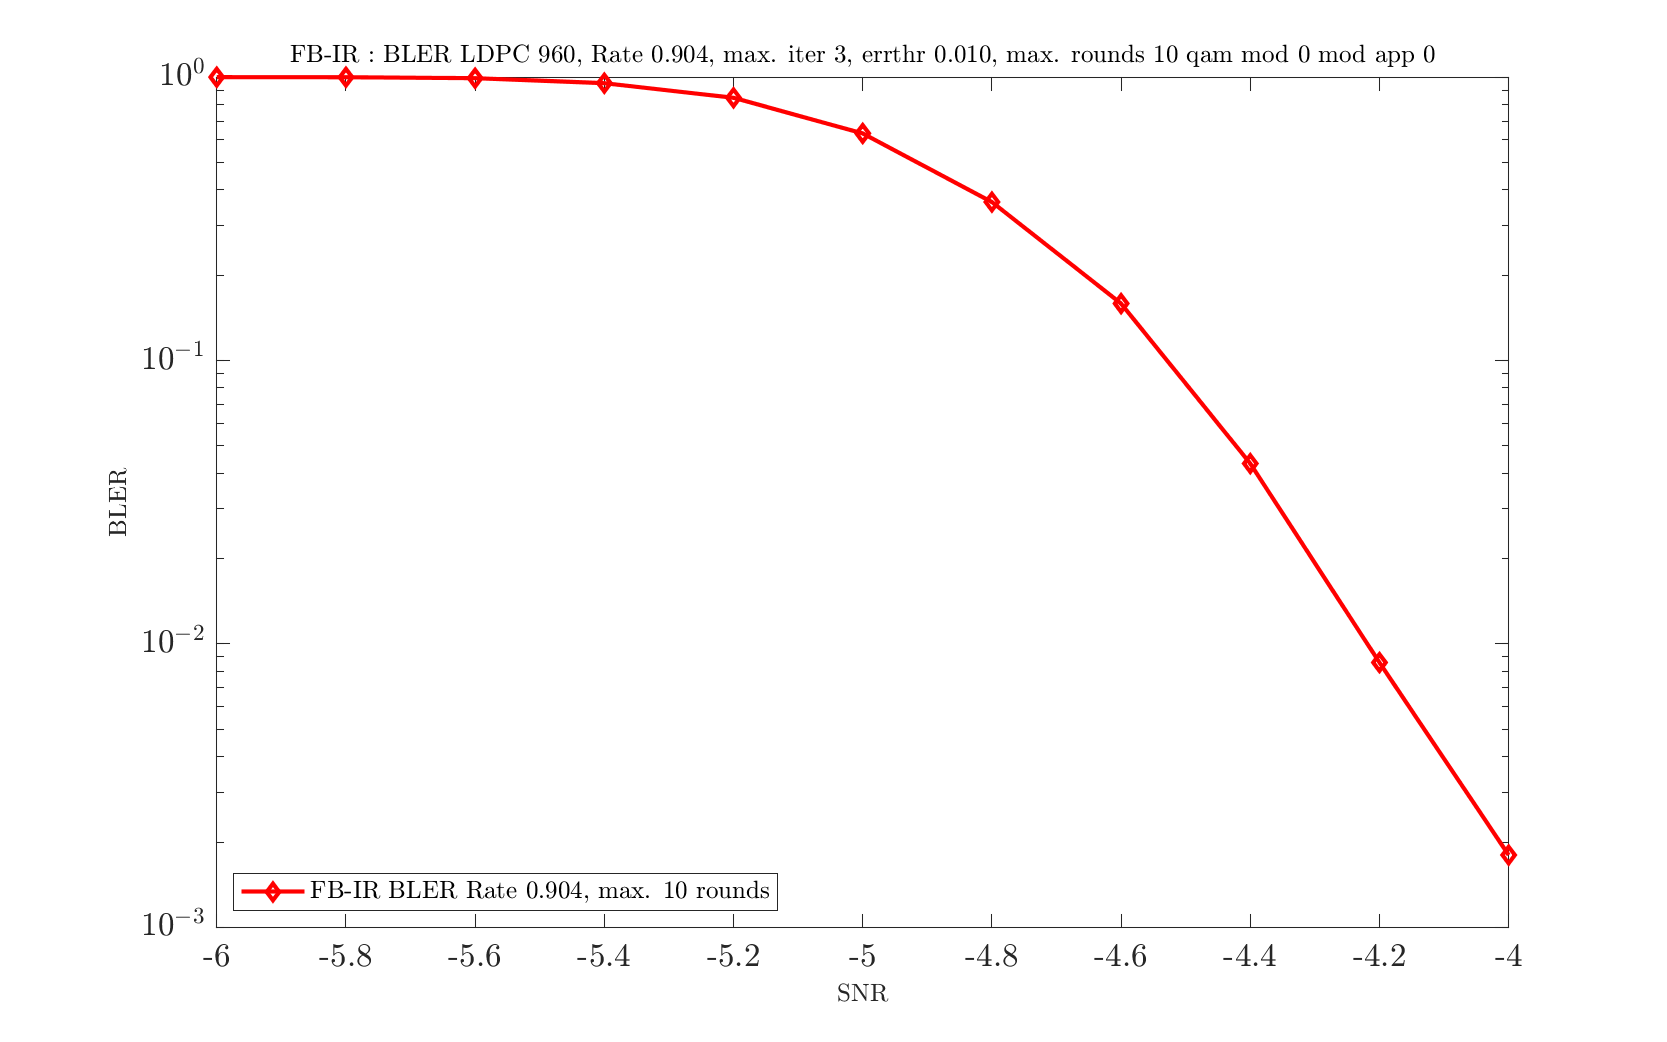 FB-IR : BLER LDPC 960, Rate 0.904, max. iter 3, errthr 0.010, max. rounds 10 qam mod 0 mod app 0
10^0
10^−1
10^−2
10^−3
BLER
FB-IR BLER Rate 0.904, max. 10 rounds
-6 -5.8 -5.6 -5.4 -5.2 -5 -4.8 -4.6 -4.4 -4.2 -4
SNR